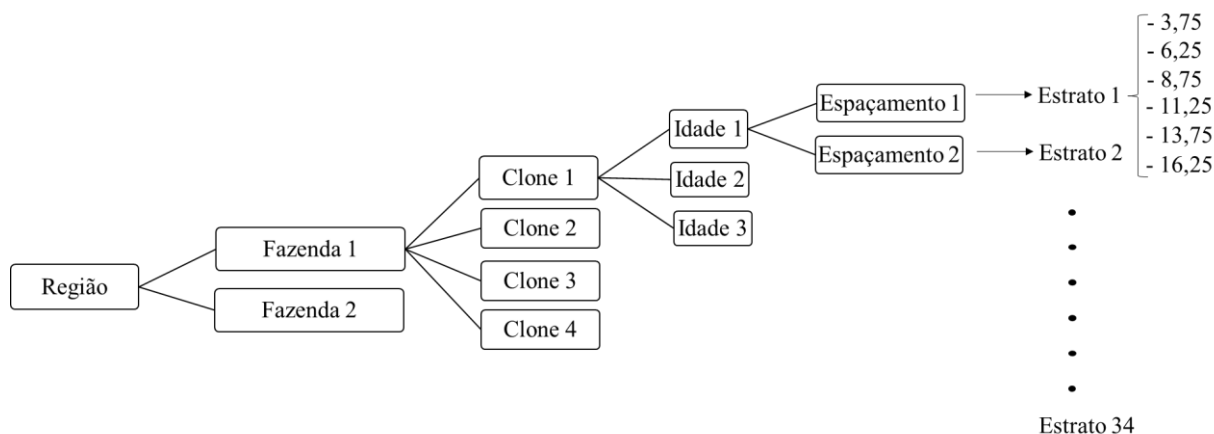 Região
Fazenda 1
Fazenda 2
Clone 1
Clone 2
Clone 3
Clone 4
Idade 1
Idade 2
Idade 3
Espaçamento 1
Espaçamento 2
Estrato 1
Estrato 2
Estrato 34
- 3,75
- 6,25
- 8,75
- 11,25
- 13,75
- 16,25